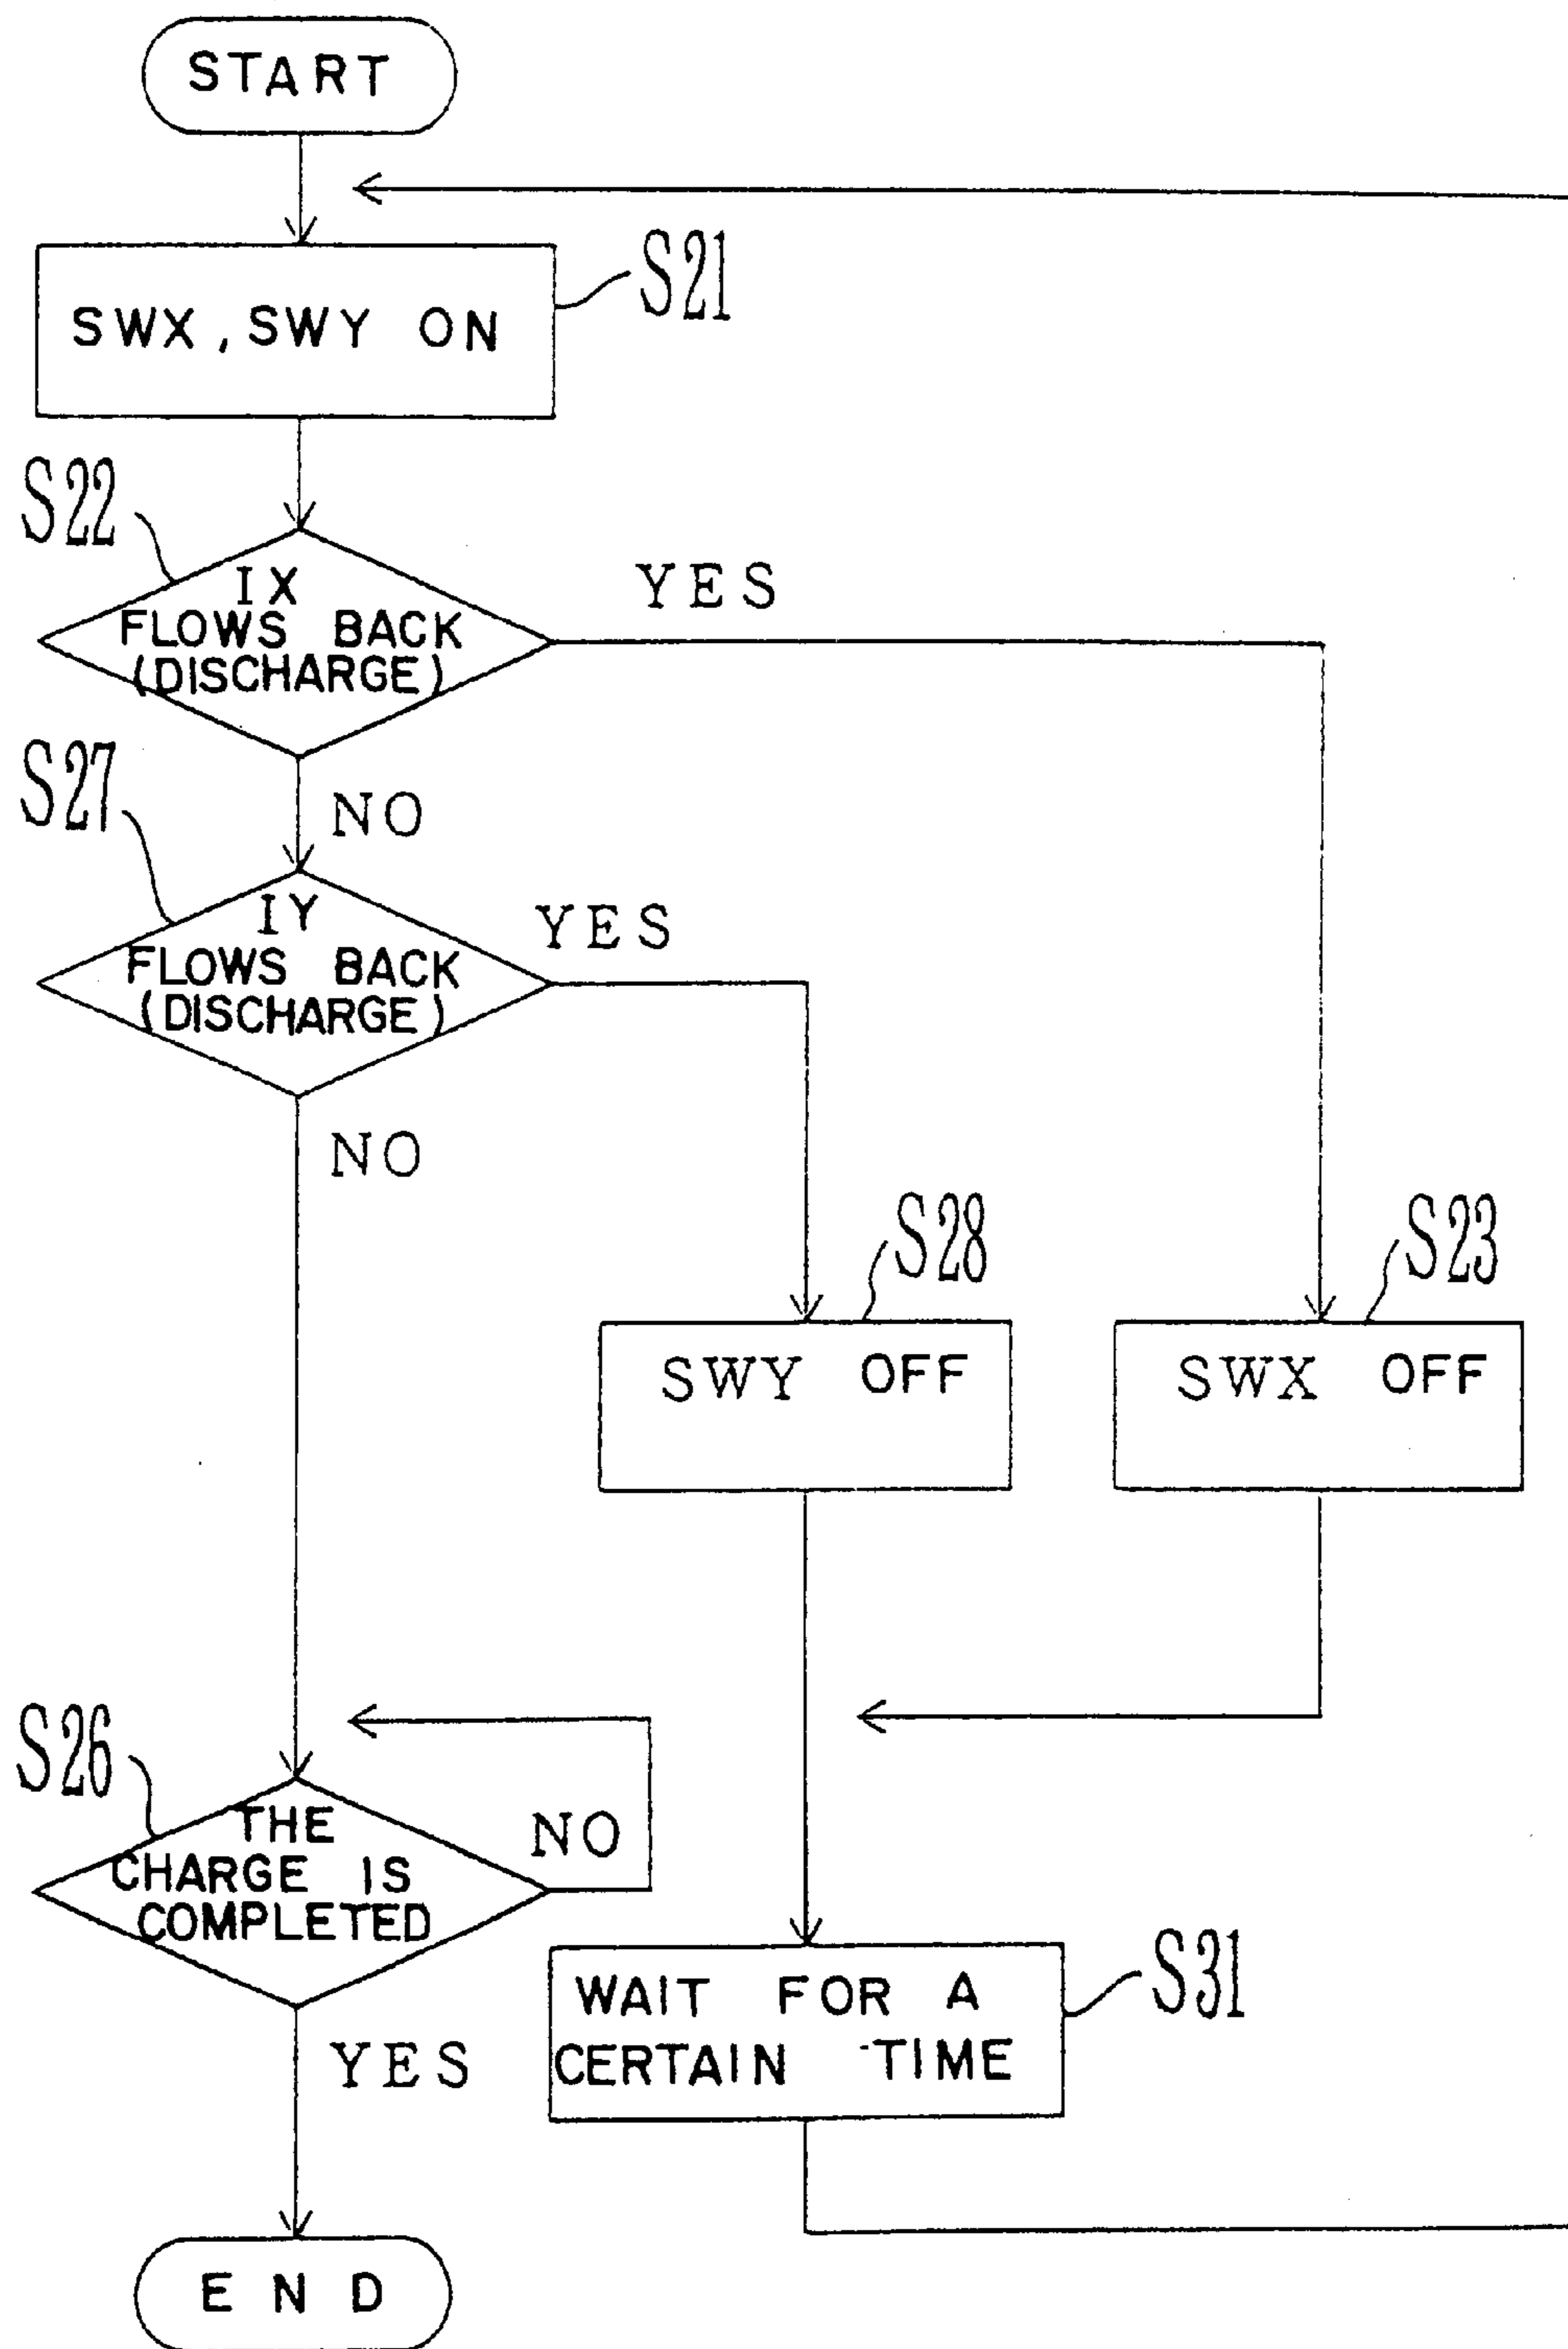 START
S21
SWX, SWY ON
S22
IX
FLOWS BACK
(DISCHARGE)
YES
NO
S27
IY
FLOWS BACK
(DISCHARGE)
YES
NO
S28
SWY OFF
S23
SWX OFF
S26
THE
CHARGE IS
COMPLETED
NO
YES
S31
WAIT FOR A
CERTAIN TIME
END